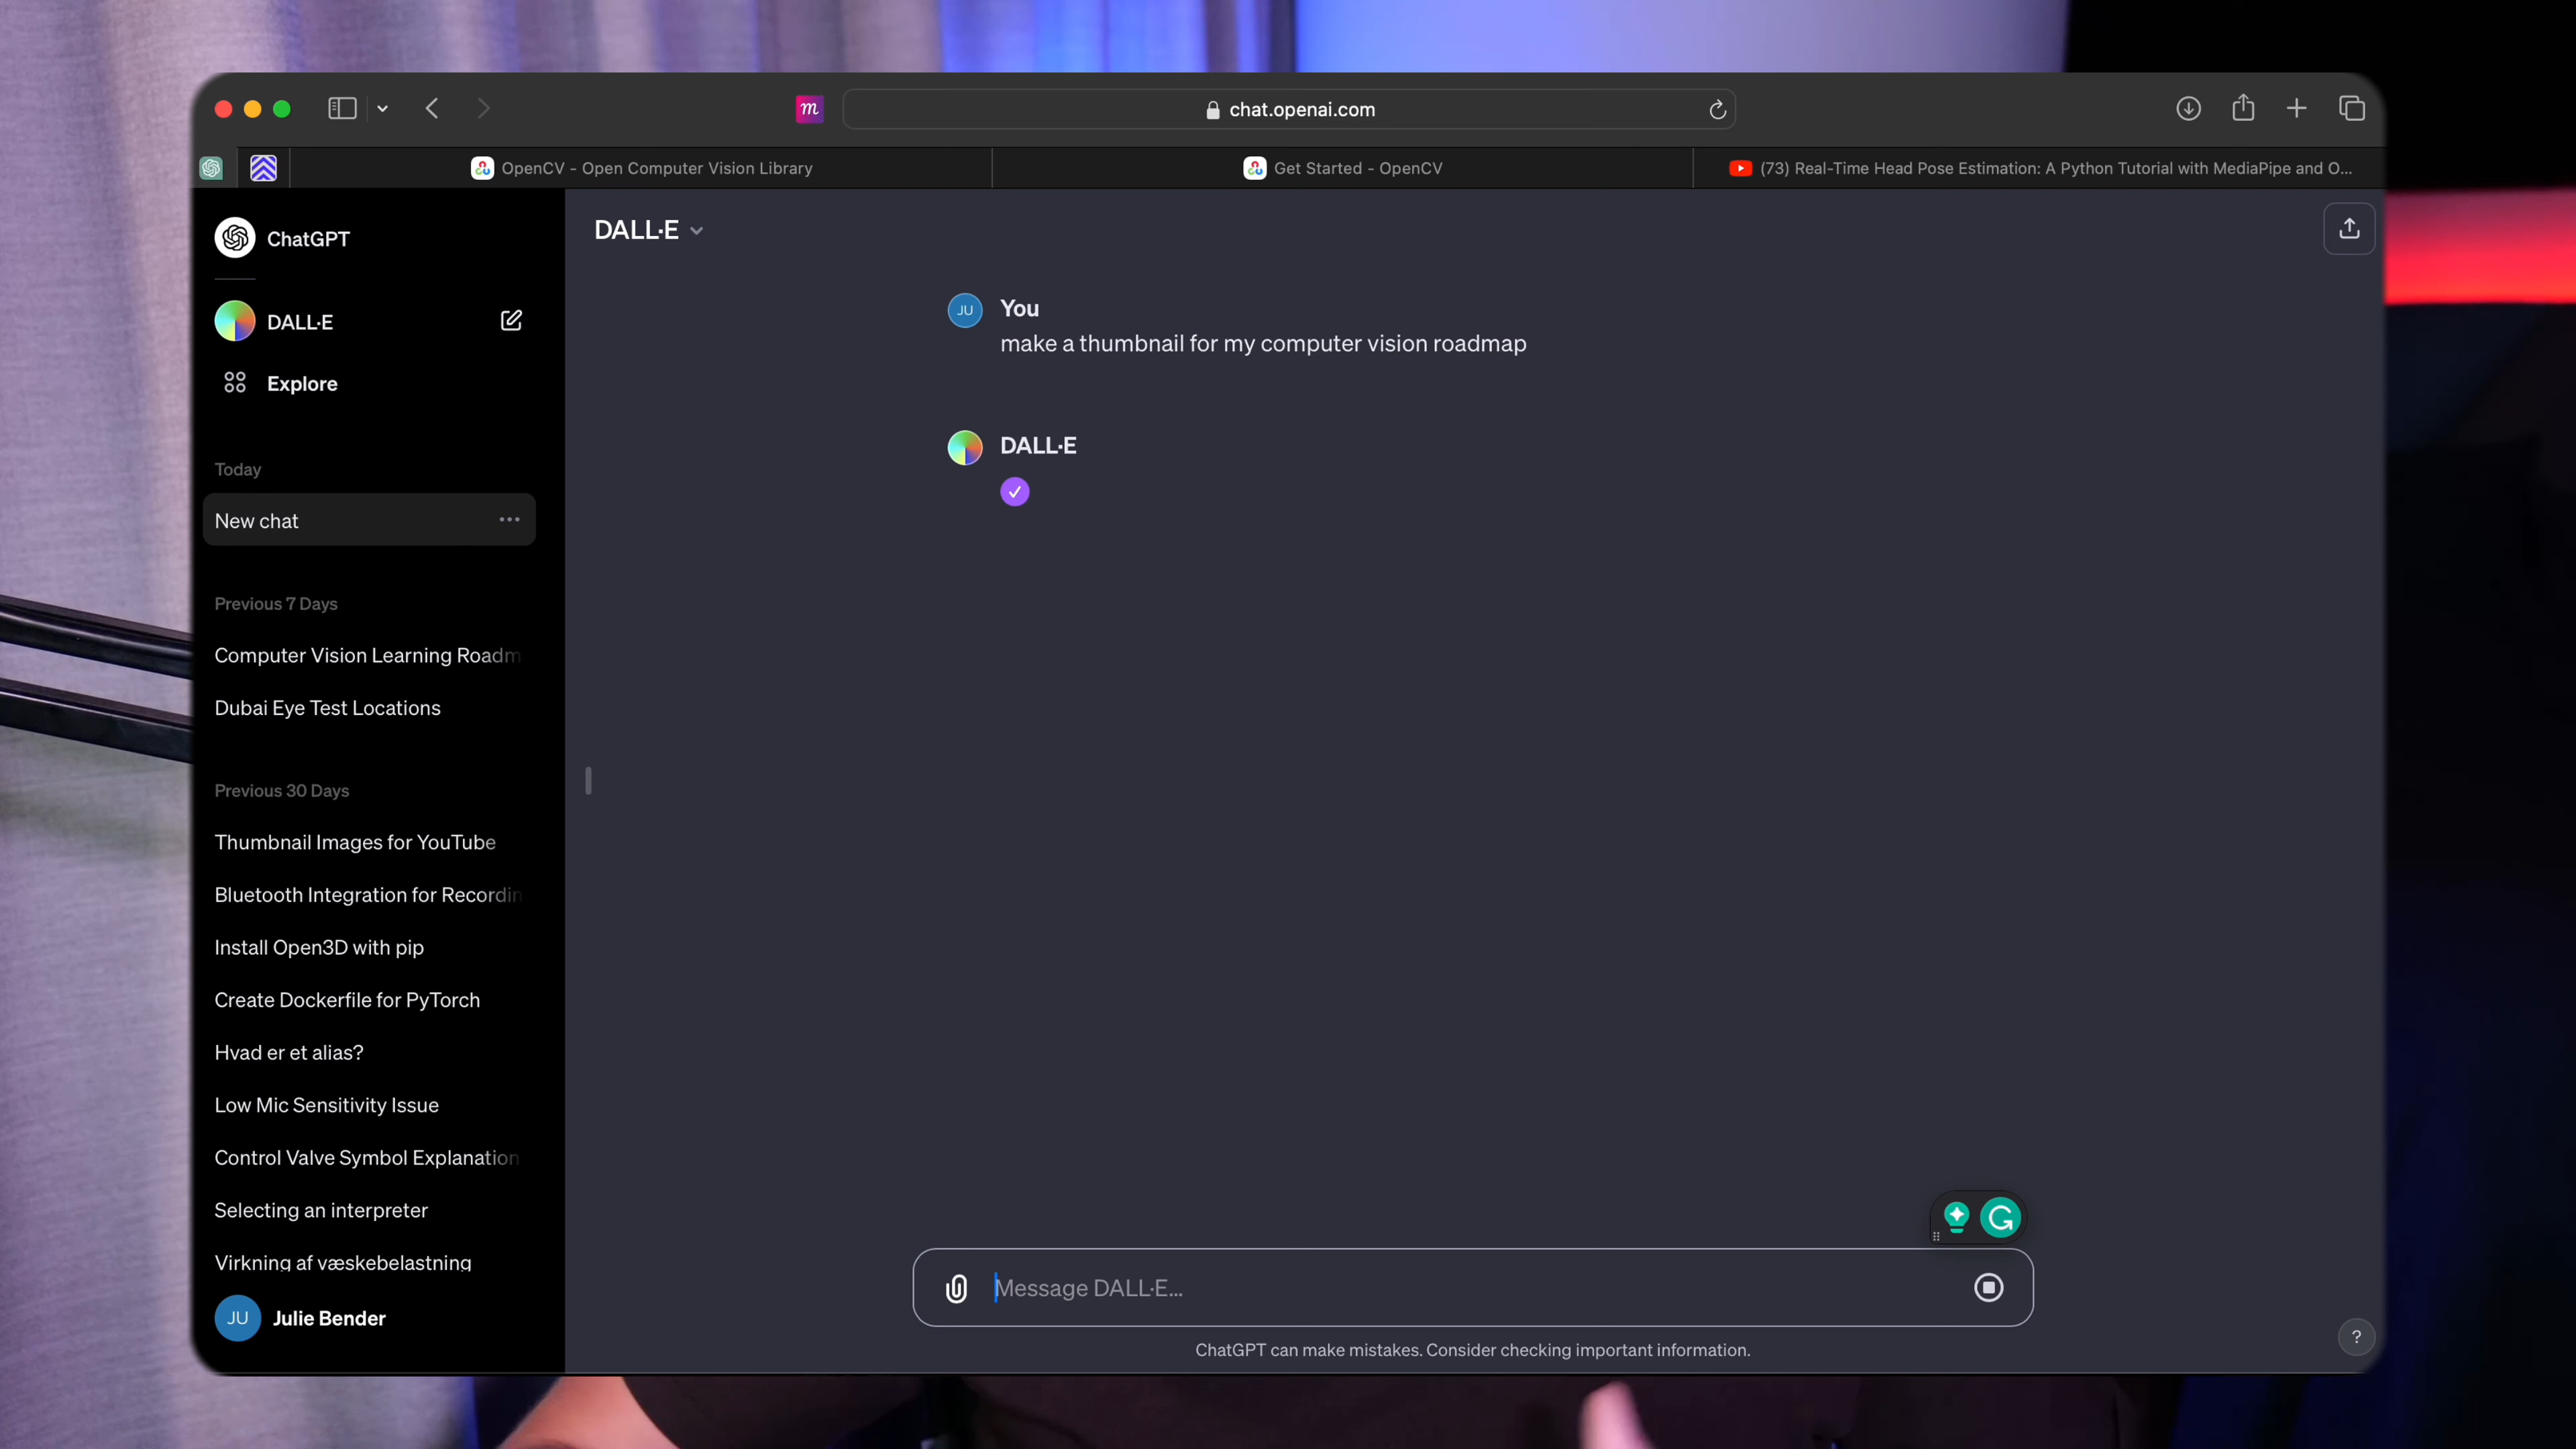 m
chat.openai.com
OpenCV - Open Computer Vision Library
Get Started - OpenCV
(73) Real-Time Head Pose Estimation: A Python Tutorial with MediaPipe and O...
ChatGPT
DALL·E
Explore
Today
New chat
Previous 7 Days
Computer Vision Learning Roadm
Dubai Eye Test Locations
Previous 30 Days
Thumbnail Images for YouTube
Bluetooth Integration for Recordin
Install Open3D with pip
Create Dockerfile for PyTorch
Hvad er et alias?
Low Mic Sensitivity Issue
Control Valve Symbol Explanation
Selecting an interpreter
Virkning af væskebelastning
JU
Julie Bender
DALL·E
JU
You
make a thumbnail for my computer vision roadmap
DALL·E
Message DALL·E...
ChatGPT can make mistakes. Consider checking important information.
?